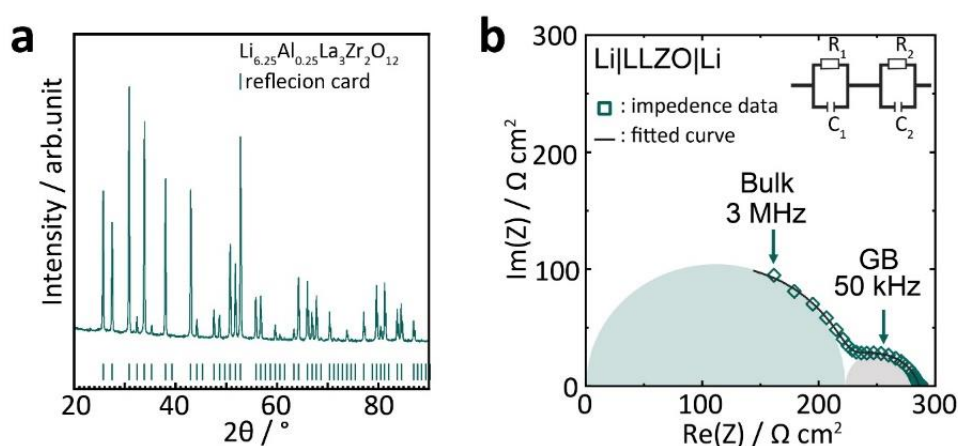 a
Li6.25Al0.25La3Zr2O12
reflecion card
Intensity / arb.unit
20 40 60 80
2θ / °
b
Li|LLZO|Li
: impedence data
: fitted curve
R1 R2
C1 C2
Bulk
3 MHz
GB
50 kHz
300
200
100
0
0 100 200 300
Im(Z) / Ω cm2
Re(Z) / Ω cm2